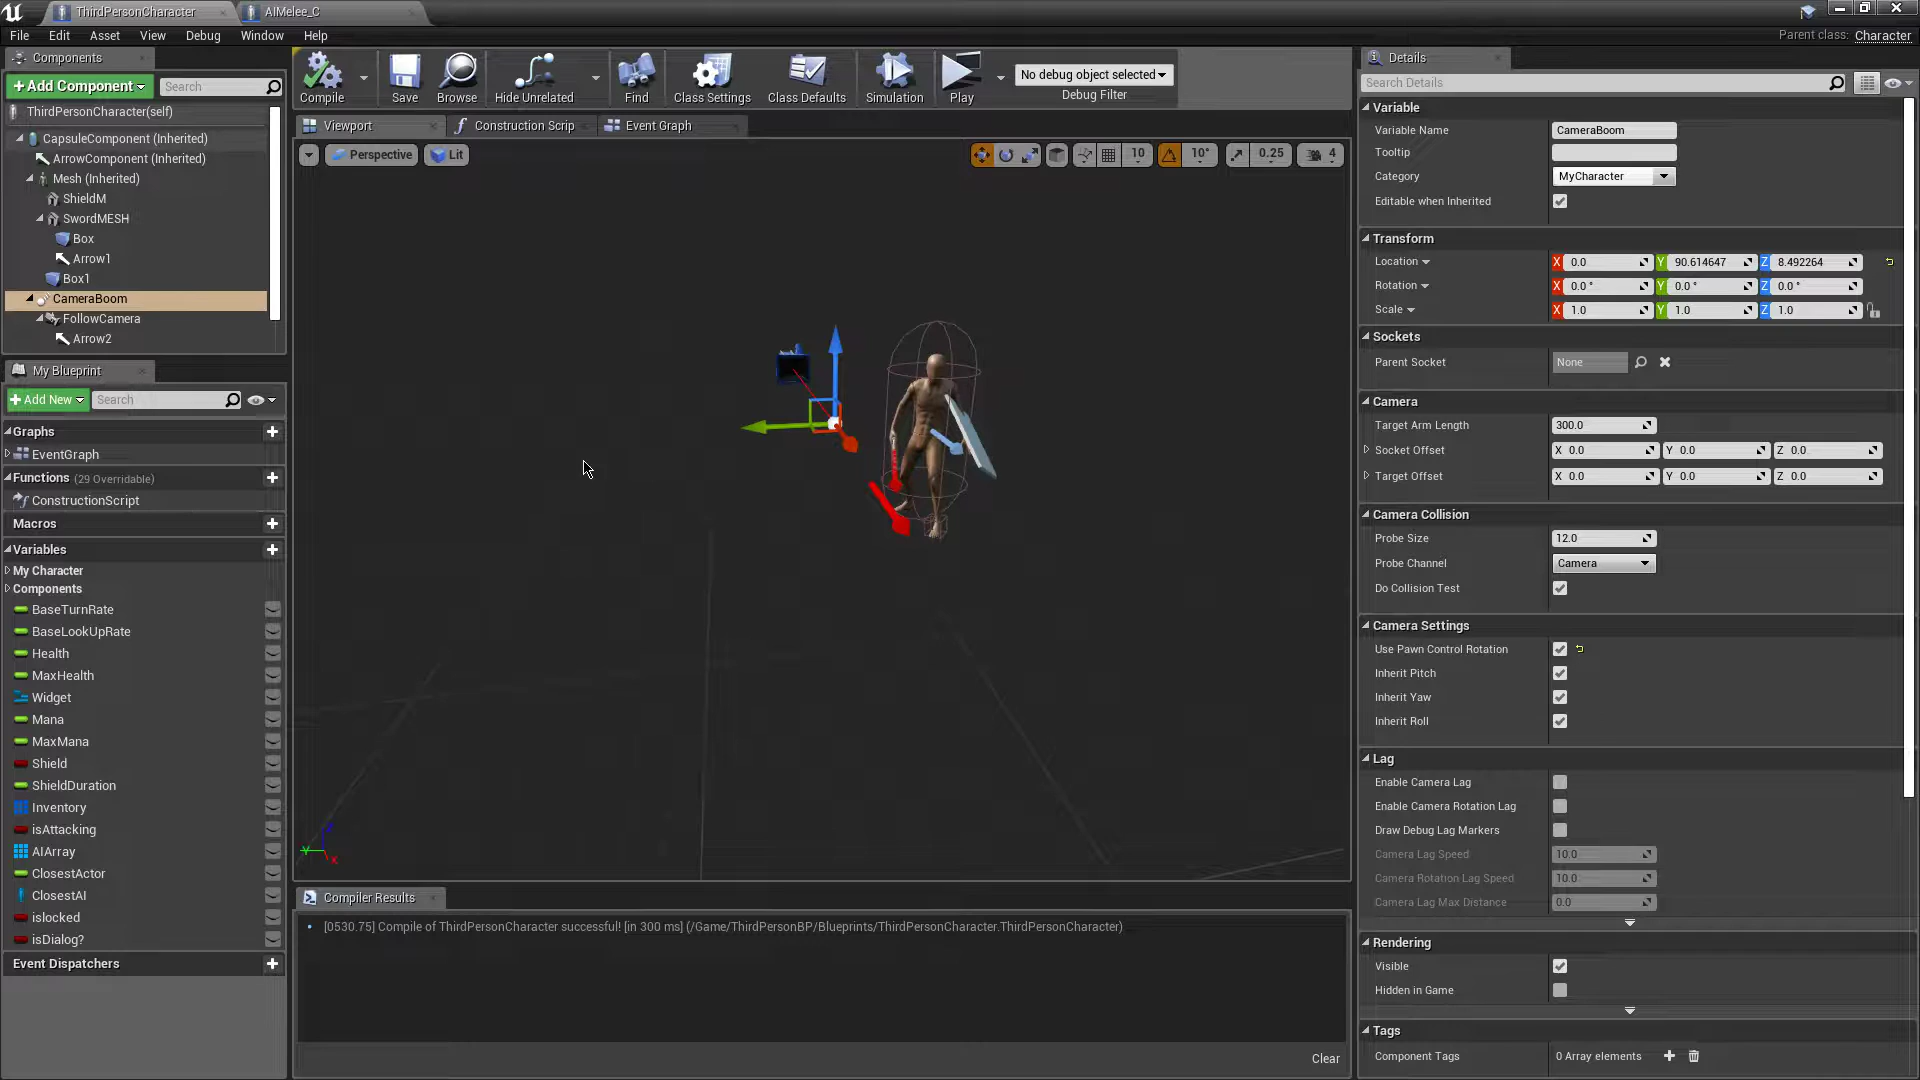 ThirdPersonCharacter
AIMelee_C
File Edit Asset View Debug Window Help
Parent class: Character
Components
+Add Component
Search
ThirdPersonCharacter(self)
CapsuleComponent (Inherited)
ArrowComponent (Inherited)
Mesh (Inherited)
ShieldM
SwordMESH
Box
Arrow1
Box1
CameraBoom
FollowCamera
Arrow2
My Blueprint
+Add New
Search
Graphs
EventGraph
Functions (29 Overridable)
ConstructionScript
Macros
Variables
My Character
Components
BaseTurnRate
BaseLookUpRate
Health
MaxHealth
Widget
Mana
MaxMana
Shield
ShieldDuration
Inventory
isAttacking
AIArray
ClosestActor
ClosestAI
islocked
isDialog?
Event Dispatchers
Compile
Save
Browse
Hide Unrelated
Find
Class Settings
Class Defaults
Simulation
Play
No debug object selected
Debug Filter
Viewport
Construction Scrip
Event Graph
Perspective
Lit
10
10°
0.25
4
Y
X
Compiler Results
[0530.75] Compile of ThirdPersonCharacter successful! [in 300 ms] (/Game/ThirdPersonBP/Blueprints/ThirdPersonCharacter.ThirdPersonCharacter)
Clear
Details
Search Details
Variable
Variable Name CameraBoom
Tooltip
Category MyCharacter
Editable when Inherited
Transform
Location X 0.0 Y 90.614647 Z 8.492264
Rotation X 0.0 ° Y 0.0 ° Z 0.0 °
Scale X 1.0 Y 1.0 Z 1.0
Sockets
Parent Socket None
Camera
Target Arm Length 300.0
Socket Offset X 0.0 Y 0.0 Z 0.0
Target Offset X 0.0 Y 0.0 Z 0.0
Camera Collision
Probe Size 12.0
Probe Channel Camera
Do Collision Test
Camera Settings
Use Pawn Control Rotation
Inherit Pitch
Inherit Yaw
Inherit Roll
Lag
Enable Camera Lag
Enable Camera Rotation Lag
Draw Debug Lag Markers
Camera Lag Speed 10.0
Camera Rotation Lag Speed 10.0
Camera Lag Max Distance 0.0
Rendering
Visible
Hidden in Game
Tags
Component Tags 0 Array elements